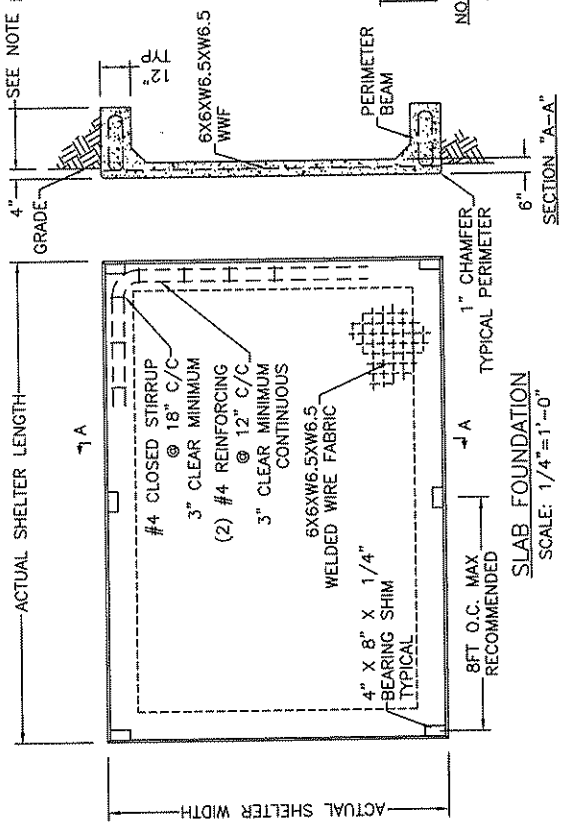 ACTUAL SHELTER LENGTH
ACTUAL SHELTER WIDTH
A
#4 CLOSED STIRRUP
@ 18" C/C
3" CLEAR MINIMUM
(2) #4 REINFORCING
@ 12" C/C
3" CLEAR MINIMUM
CONTINUOUS
6X6XW6.5XW6.5
WELDED WIRE FABRIC
4" X 8" X 1/4"
BEARING SHIM
TYPICAL
A
8FT O.C. MAX
RECOMMENDED
1" CHAMFER
TYPICAL PERIMETER
SLAB FOUNDATION
SCALE: 1/4"=1'-0"
4"
SEE NOTE
GRADE
12"
TYP
6X6XW6.5XW6.5
WWF
PERIMETER
BEAM
6"
SECTION "A-A"
NO